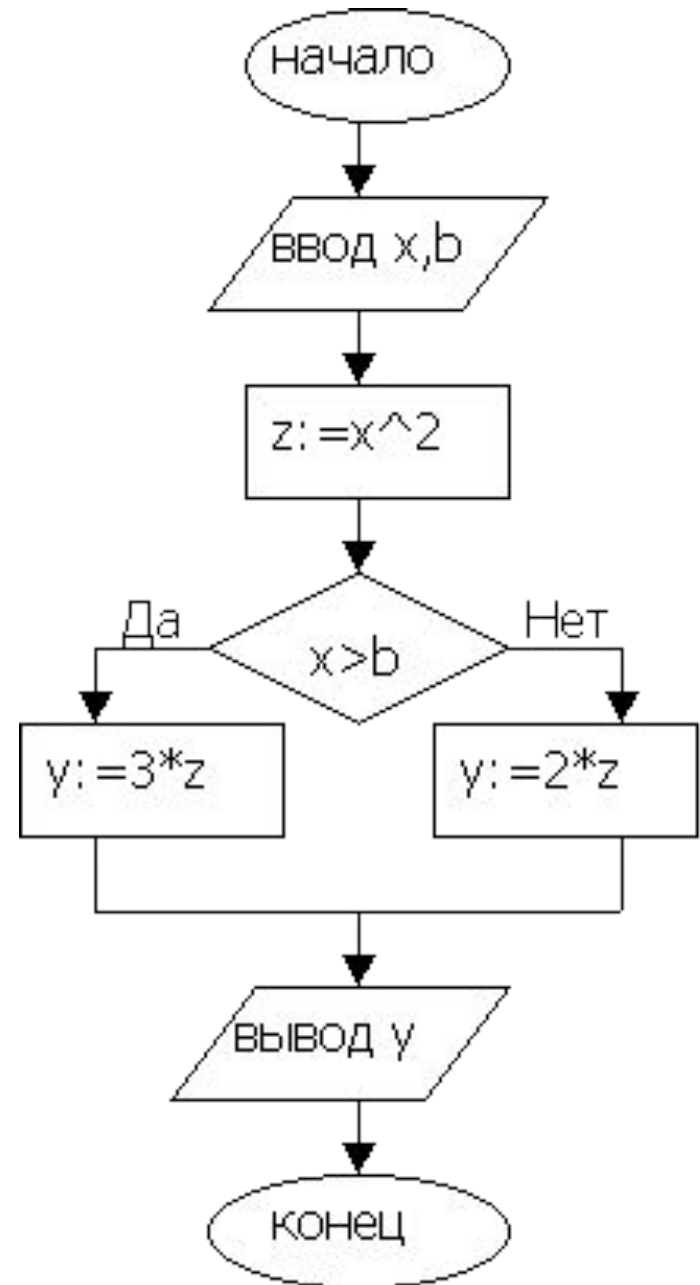 начало
ввод x,b
z:=x^2
Да
Нет
x>b
y:=3*z
y:=2*z
вывод y
конец